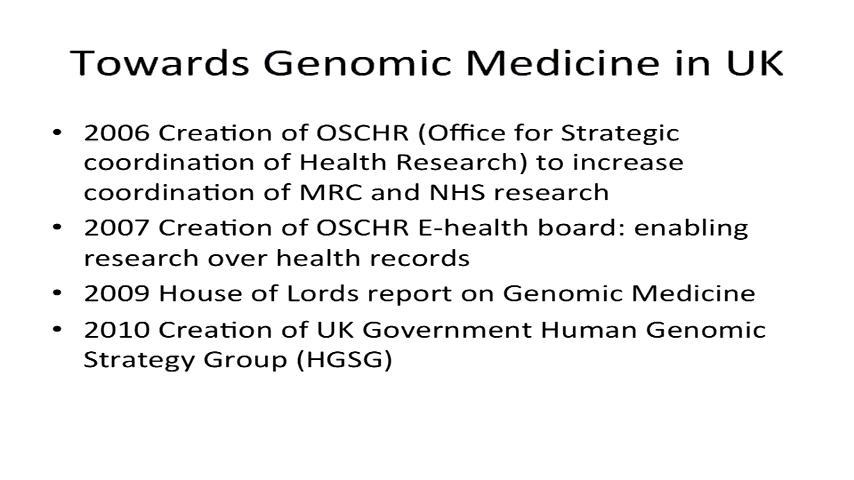 Towards Genomic Medicine in UK
• 2006 Creation of OSCHR (Office for Strategic
coordination of Health Research) to increase
coordination of MRC and NHS research
• 2007 Creation of OSCHR E-health board: enabling
research over health records
• 2009 House of Lords report on Genomic Medicine
• 2010 Creation of UK Government Human Genomic
Strategy Group (HGSG)